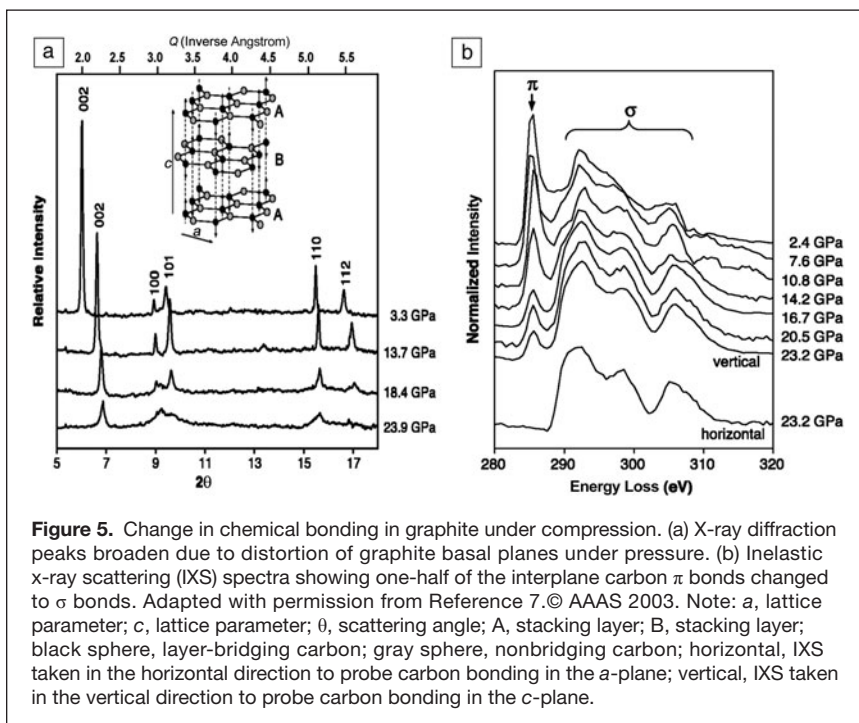 a
Q (Inverse Angstrom)
2.0 2.5 3.0 3.5 4.0 4.5 5.0 5.5
002
002
100
101
110
112
A
B
A
c
a
3.3 GPa
13.7 GPa
18.4 GPa
23.9 GPa
Relative Intensity
5 7 9 11 13 15 17
2θ
b
π
σ
2.4 GPa
7.6 GPa
10.8 GPa
14.2 GPa
16.7 GPa
20.5 GPa
23.2 GPa
vertical
23.2 GPa
horizontal
Normalized Intensity
280 290 300 310 320
Energy Loss (eV)
Figure 5. Change in chemical bonding in graphite under compression. (a) X-ray diffraction
peaks broaden due to distortion of graphite basal planes under pressure. (b) Inelastic
x-ray scattering (IXS) spectra showing one-half of the interplane carbon π bonds changed
to σ bonds. Adapted with permission from Reference 7.© AAAS 2003. Note: a, lattice
parameter; c, lattice parameter; θ, scattering angle; A, stacking layer; B, stacking layer;
black sphere, layer-bridging carbon; gray sphere, nonbridging carbon; horizontal, IXS
taken in the horizontal direction to probe carbon bonding in the a-plane; vertical, IXS taken
in the vertical direction to probe carbon bonding in the c-plane.